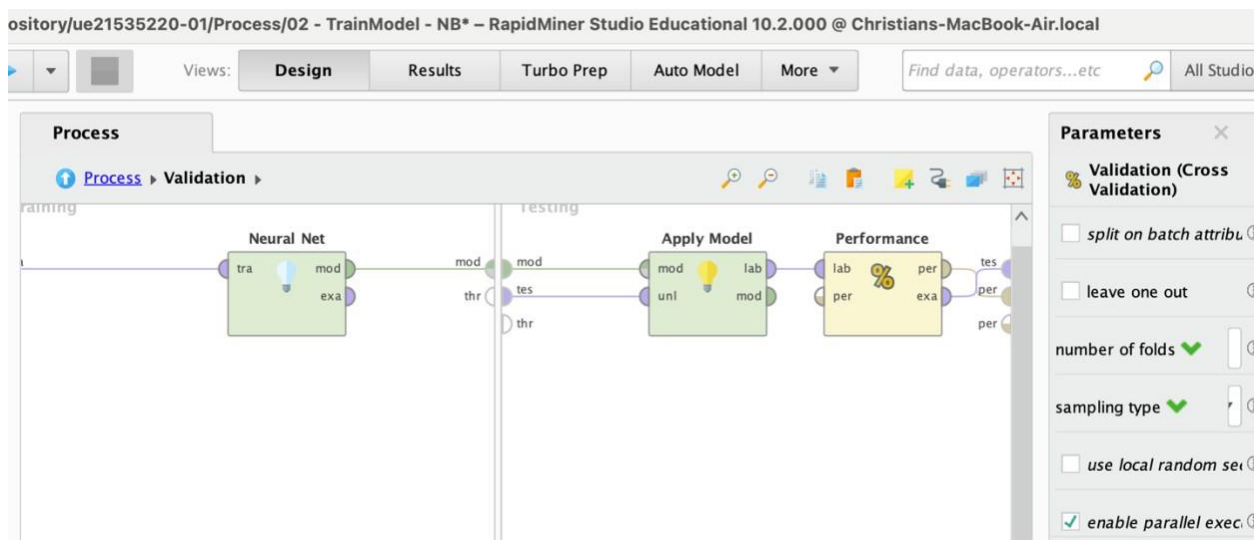 ository/ue21535220-01/Process/02 - TrainModel - NB* – RapidMiner Studio Educational 10.2.000 @ Christians-MacBook-Air.local
Views: Design Results Turbo Prep Auto Model More Find data, operators...etc All Studio
Process
Process Validation
Training
Testing
Neural Net
tra mod
exa
mod
thr
mod
tes
thr
Apply Model
mod lab
unl mod
Performance
lab per
per exa
tes
per
per
Parameters
Validation (Cross
Validation)
split on batch attribu
leave one out
number of folds
sampling type
use local random see
enable parallel exec